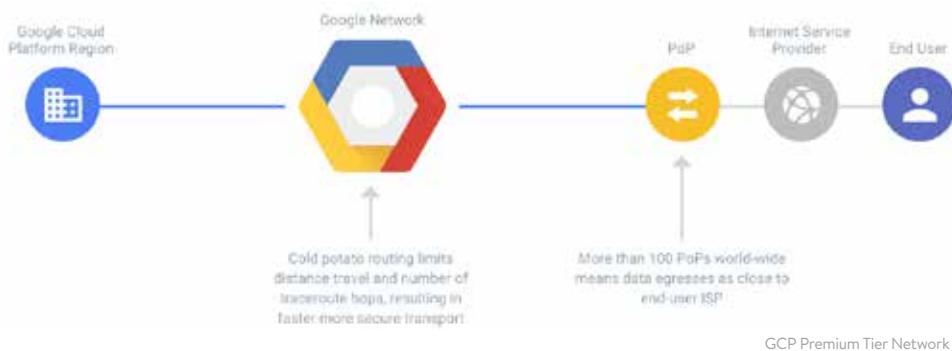 Google Cloud
Platform Region
Google Network
PoP
Internet Service
Provider
End User
Cold potato routing limits
distance travel and number of
traceroute hops, resulting in
faster more secure transport
More than 100 PoPs world-wide
means data egresses as close to
end-user ISP
GCP Premium Tier Network